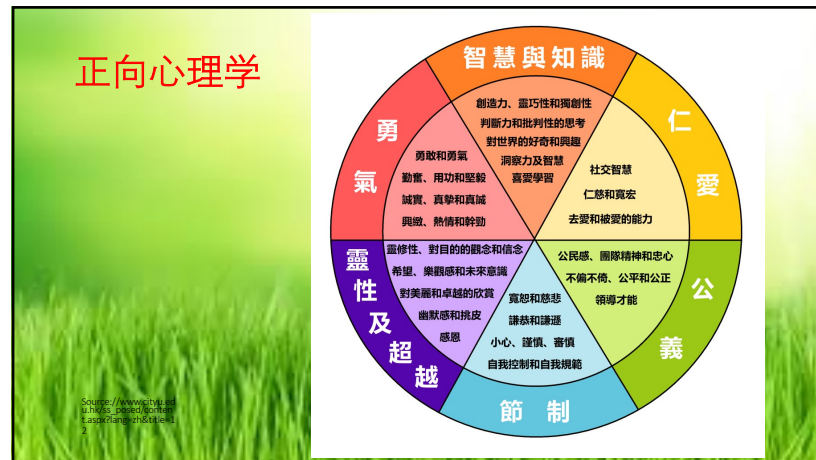 正向心理学
智慧與知識
創造力、靈巧性和獨創性
判斷力和批判性的思考
對世界的好奇和興趣
洞察力及智慧
喜愛學習
仁愛
社交智慧
仁慈和寬宏
去愛和被愛的能力
公義
公民感、團隊精神和忠心
不偏不倚、公平和公正
領導才能
節制
寬恕和慈悲
謙恭和謙遜
小心、謹慎、審慎
自我控制和自我規範
靈性及超越
靈修性、對目的的觀念和信念
希望、樂觀感和未來意識
對美麗和卓越的欣賞
幽默感和挑皮
感恩
勇氣
勇敢和勇氣
勤奮、用功和堅毅
誠實、真摯和真誠
興緻、熱情和幹勁
Source://www.cityu.ed
u.hk/ss_posed/conten
t.aspx?lang=zh&title=1
2